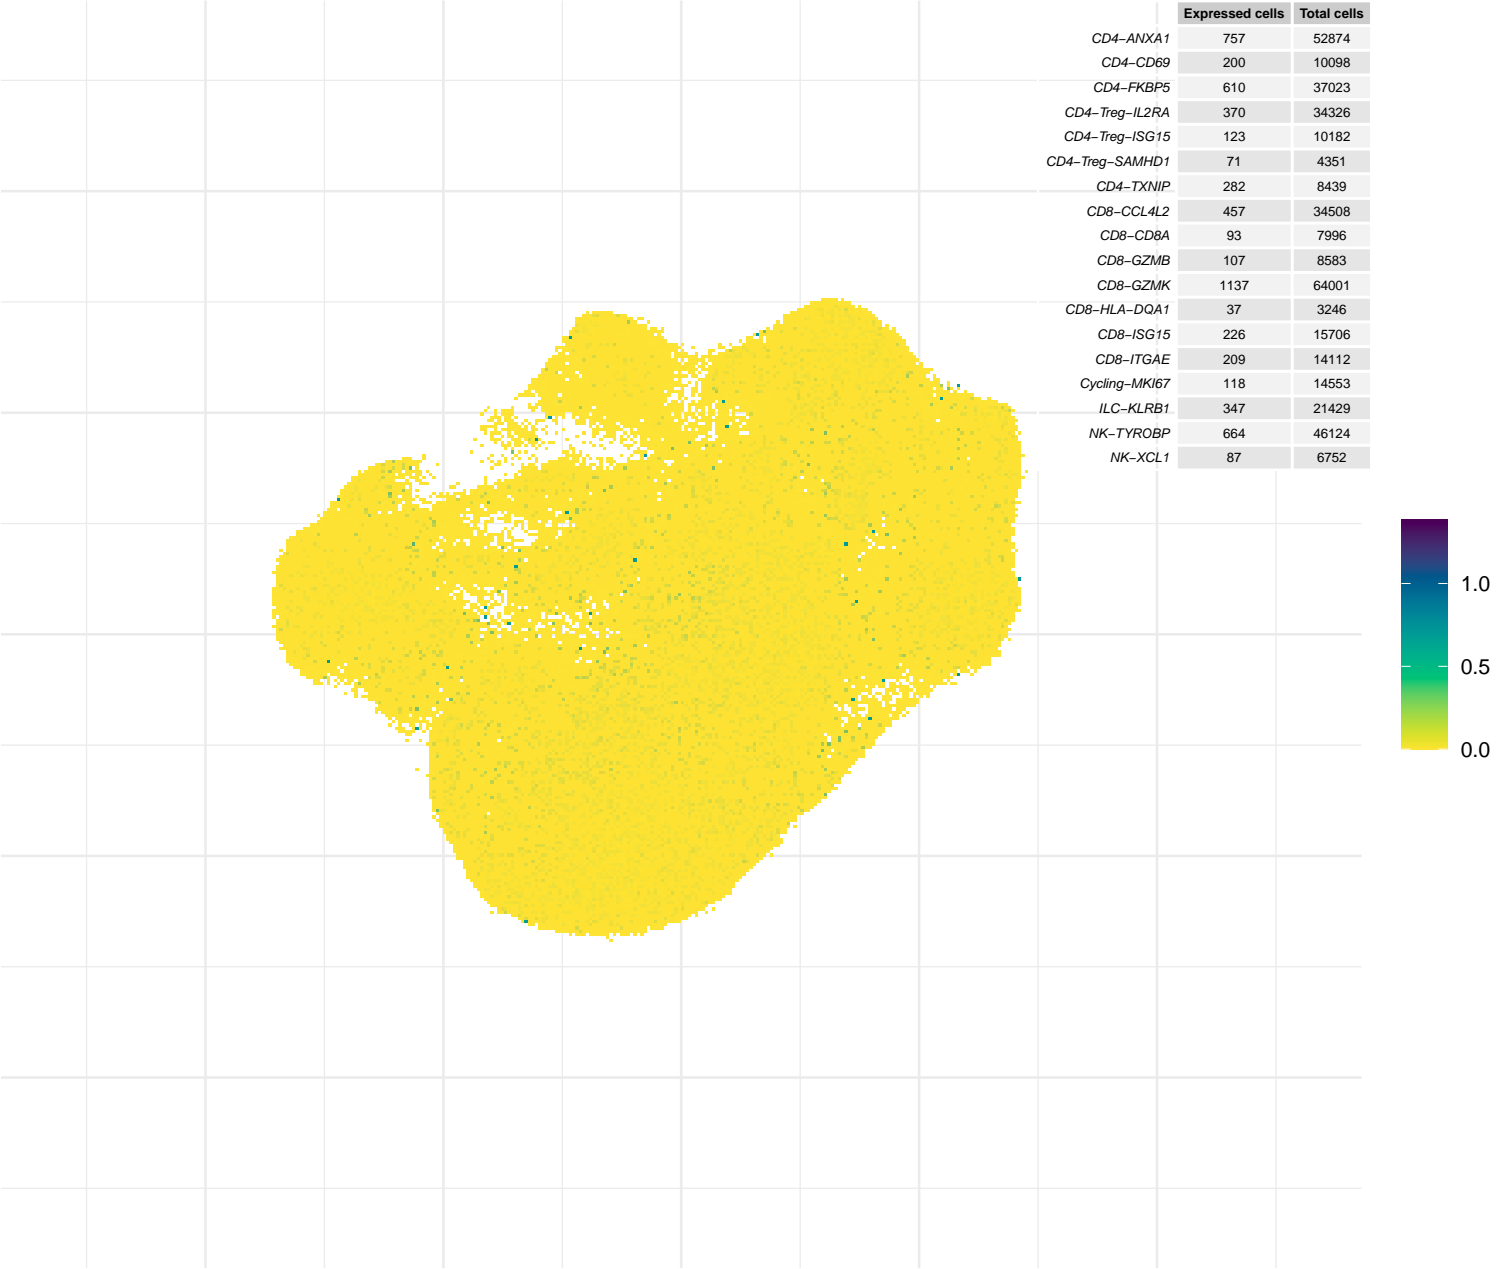 Expressed cells Total cells
CD4−ANXA1 757 52874
CD4−CD69 200 10098
CD4−FKBP5 610 37023
CD4−Treg−IL2RA 370 34326
CD4−Treg−ISG15 123 10182
CD4−Treg−SAMHD1 71 4351
CD4−TXNIP 282 8439
CD8−CCL4L2 457 34508
CD8−CD8A 93 7996
CD8−GZMB 107 8583
CD8−GZMK 1137 64001
CD8−HLA−DQA1 37 3246
CD8−ISG15 226 15706
CD8−ITGAE 209 14112
Cycling−MKI67 118 14553
ILC−KLRB1 347 21429
NK−TYROBP 664 46124
NK−XCL1 87 6752
1.0
0.5
0.0